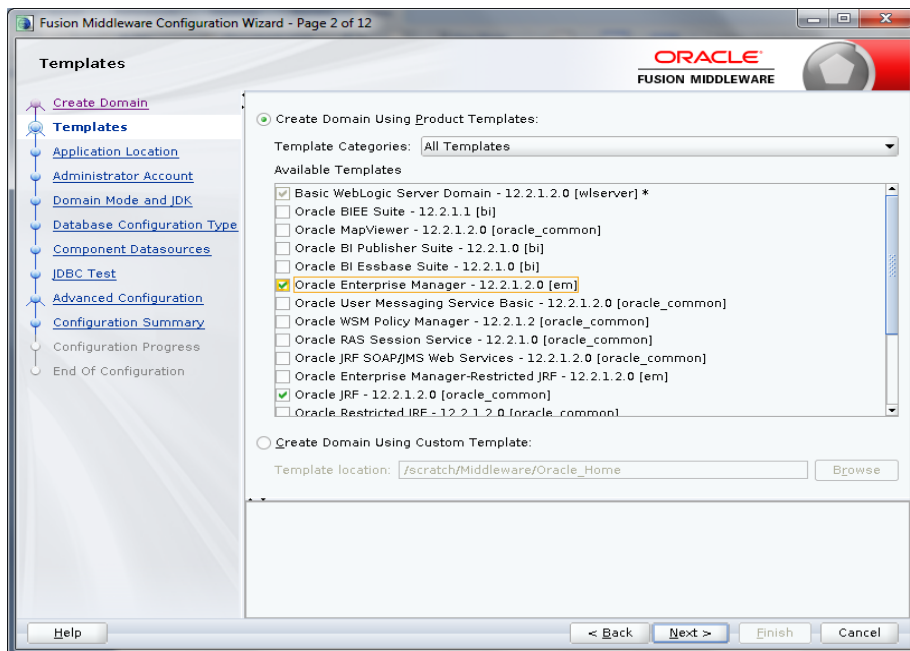 Fusion Middleware Configuration Wizard - Page 2 of 12
Templates
ORACLE
FUSION MIDDLEWARE
Create Domain
Templates
Application Location
Administrator Account
Domain Mode and JDK
Database Configuration Type
Component Datasources
JDBC Test
Advanced Configuration
Configuration Summary
Configuration Progress
End Of Configuration
Create Domain Using Product Templates:
Template Categories: All Templates
Available Templates
Basic WebLogic Server Domain - 12.2.1.2.0 [wlserver] *
Oracle BIEE Suite - 12.2.1.1 [bi]
Oracle MapViewer - 12.2.1.2.0 [oracle_common]
Oracle BI Publisher Suite - 12.2.1.0 [bi]
Oracle BI Essbase Suite - 12.2.1.0 [bi]
Oracle Enterprise Manager - 12.2.1.2.0 [em]
Oracle User Messaging Service Basic - 12.2.1.2.0 [oracle_common]
Oracle WSM Policy Manager - 12.2.1.2 [oracle_common]
Oracle RAS Session Service - 12.2.1.0 [oracle_common]
Oracle JRF SOAP/JMS Web Services - 12.2.1.2.0 [oracle_common]
Oracle Enterprise Manager-Restricted JRF - 12.2.1.2.0 [em]
Oracle JRF - 12.2.1.2.0 [oracle_common]
Oracle Restricted JRF - 12.2.1.2.0 [oracle_common]
Create Domain Using Custom Template:
Template location: /scratch/Middleware/Oracle_Home Browse
Help < Back Next > Finish Cancel